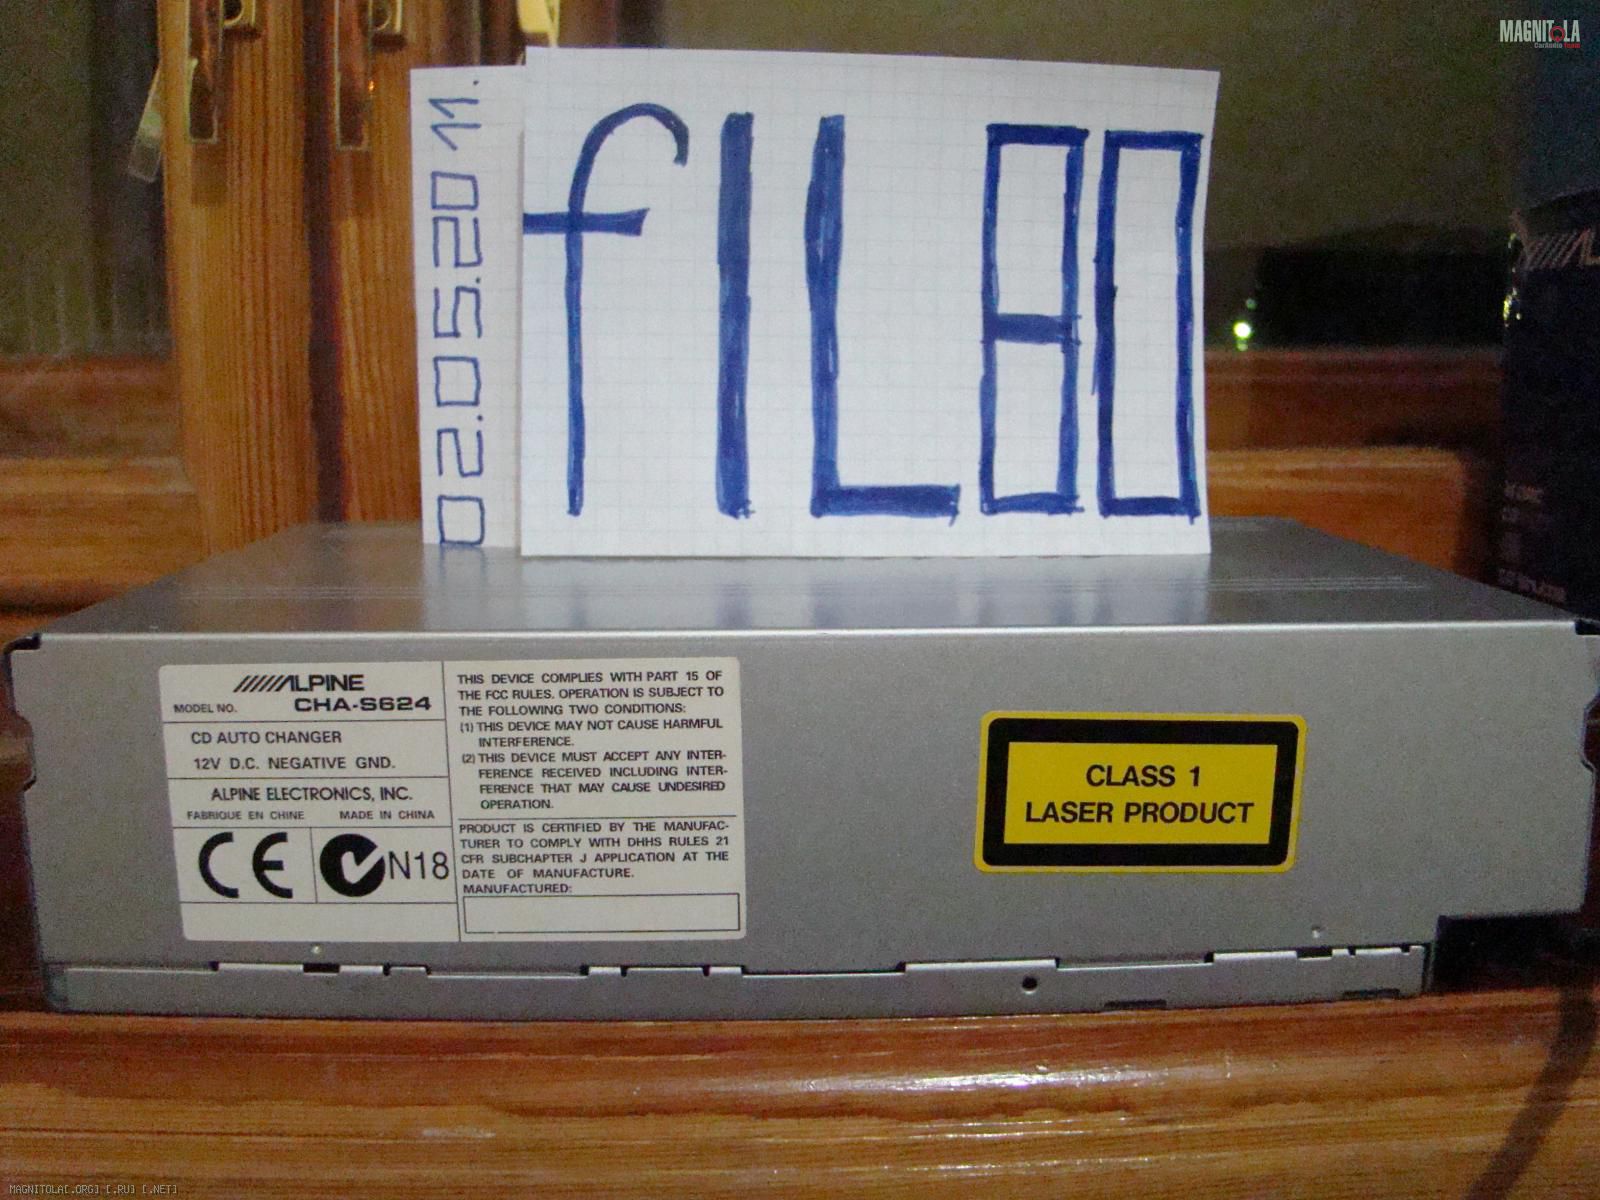 MAGNITOLA
CarAudio Team
02.05.2011.
fIL80
ALPINE
MODEL NO. CHA-S624
CD AUTO CHANGER
12V D.C. NEGATIVE GND.
ALPINE ELECTRONICS, INC.
FABRIQUE EN CHINE MADE IN CHINA
CE N18
THIS DEVICE COMPLIES WITH PART 15 OF
THE FCC RULES. OPERATION IS SUBJECT TO
THE FOLLOWING TWO CONDITIONS:
(1) THIS DEVICE MAY NOT CAUSE HARMFUL
INTERFERENCE.
(2) THIS DEVICE MUST ACCEPT ANY INTER-
FERENCE RECEIVED INCLUDING INTER-
FERENCE THAT MAY CAUSE UNDESIRED
OPERATION.
PRODUCT IS CERTIFIED BY THE MANUFAC-
TURER TO COMPLY WITH DHHS RULES 21
CFR SUBCHAPTER J APPLICATION AT THE
DATE OF MANUFACTURE.
MANUFACTURED:
CLASS 1
LASER PRODUCT
MAGNITOLA[.ORG] [.RU] [.NET]